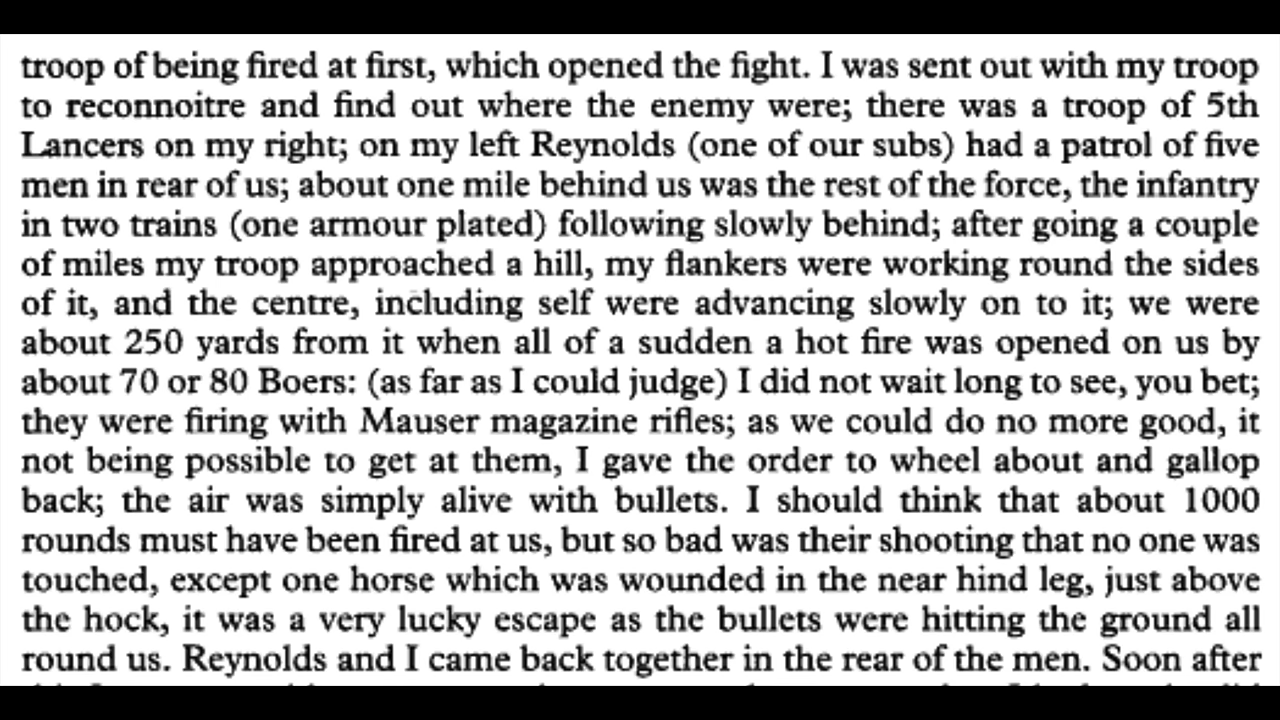 troop of being fired at first, which opened the fight. I was sent out with my troop
to reconnoitre and find out where the enemy were; there was a troop of 5th
Lancers on my right; on my left Reynolds (one of our subs) had a patrol of five
men in rear of us; about one mile behind us was the rest of the force, the infantry
in two trains (one armour plated) following slowly behind; after going a couple
of miles my troop approached a hill, my flankers were working round the sides
of it, and the centre, including self were advancing slowly on to it; we were
about 250 yards from it when all of a sudden a hot fire was opened on us by
about 70 or 80 Boers: (as far as I could judge) I did not wait long to see, you bet;
they were firing with Mauser magazine rifles; as we could do no more good, it
not being possible to get at them, I gave the order to wheel about and gallop
back; the air was simply alive with bullets. I should think that about 1000
rounds must have been fired at us, but so bad was their shooting that no one was
touched, except one horse which was wounded in the near hind leg, just above
the hock, it was a very lucky escape as the bullets were hitting the ground all
round us. Reynolds and I came back together in the rear of the men. Soon after